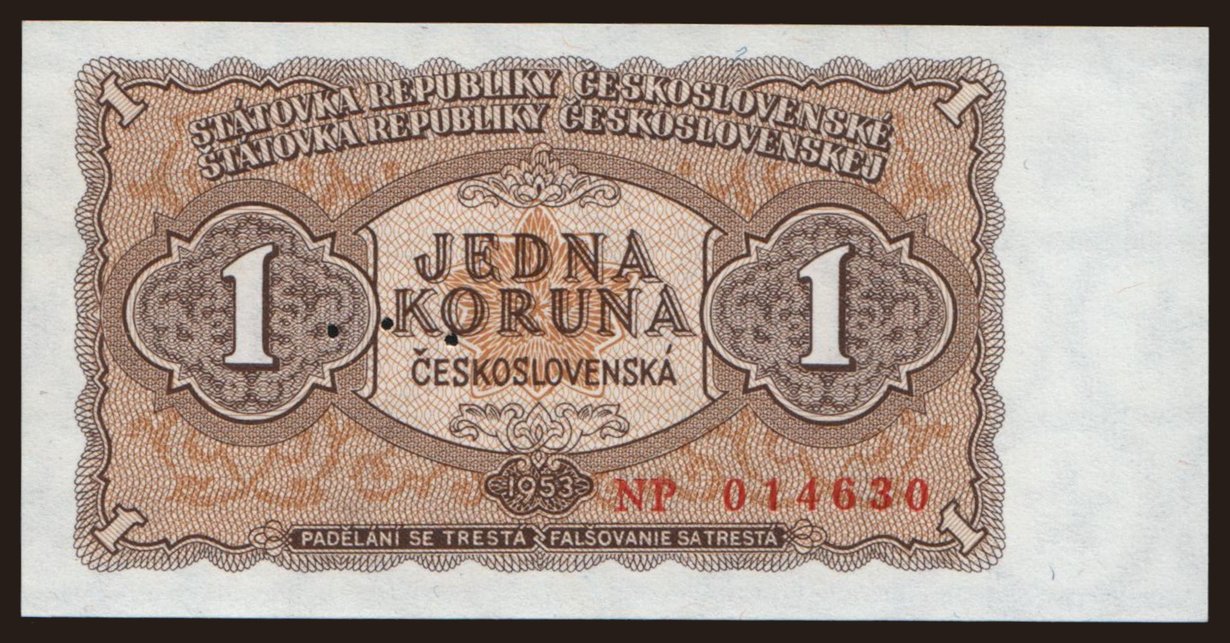 1 1
STÁTOVKA REPUBLIKY ČESKOSLOVENSKÉ
ŠTÁTOVKA REPUBLIKY ČESKOSLOVENSKEJ
1 JEDNA 1
KORUNA
ČESKOSLOVENSKÁ
1953
NP 014630
1 1
PADĚLÁNÍ SE TRESTÁ FALŠOVANIE SA TRESTÁ